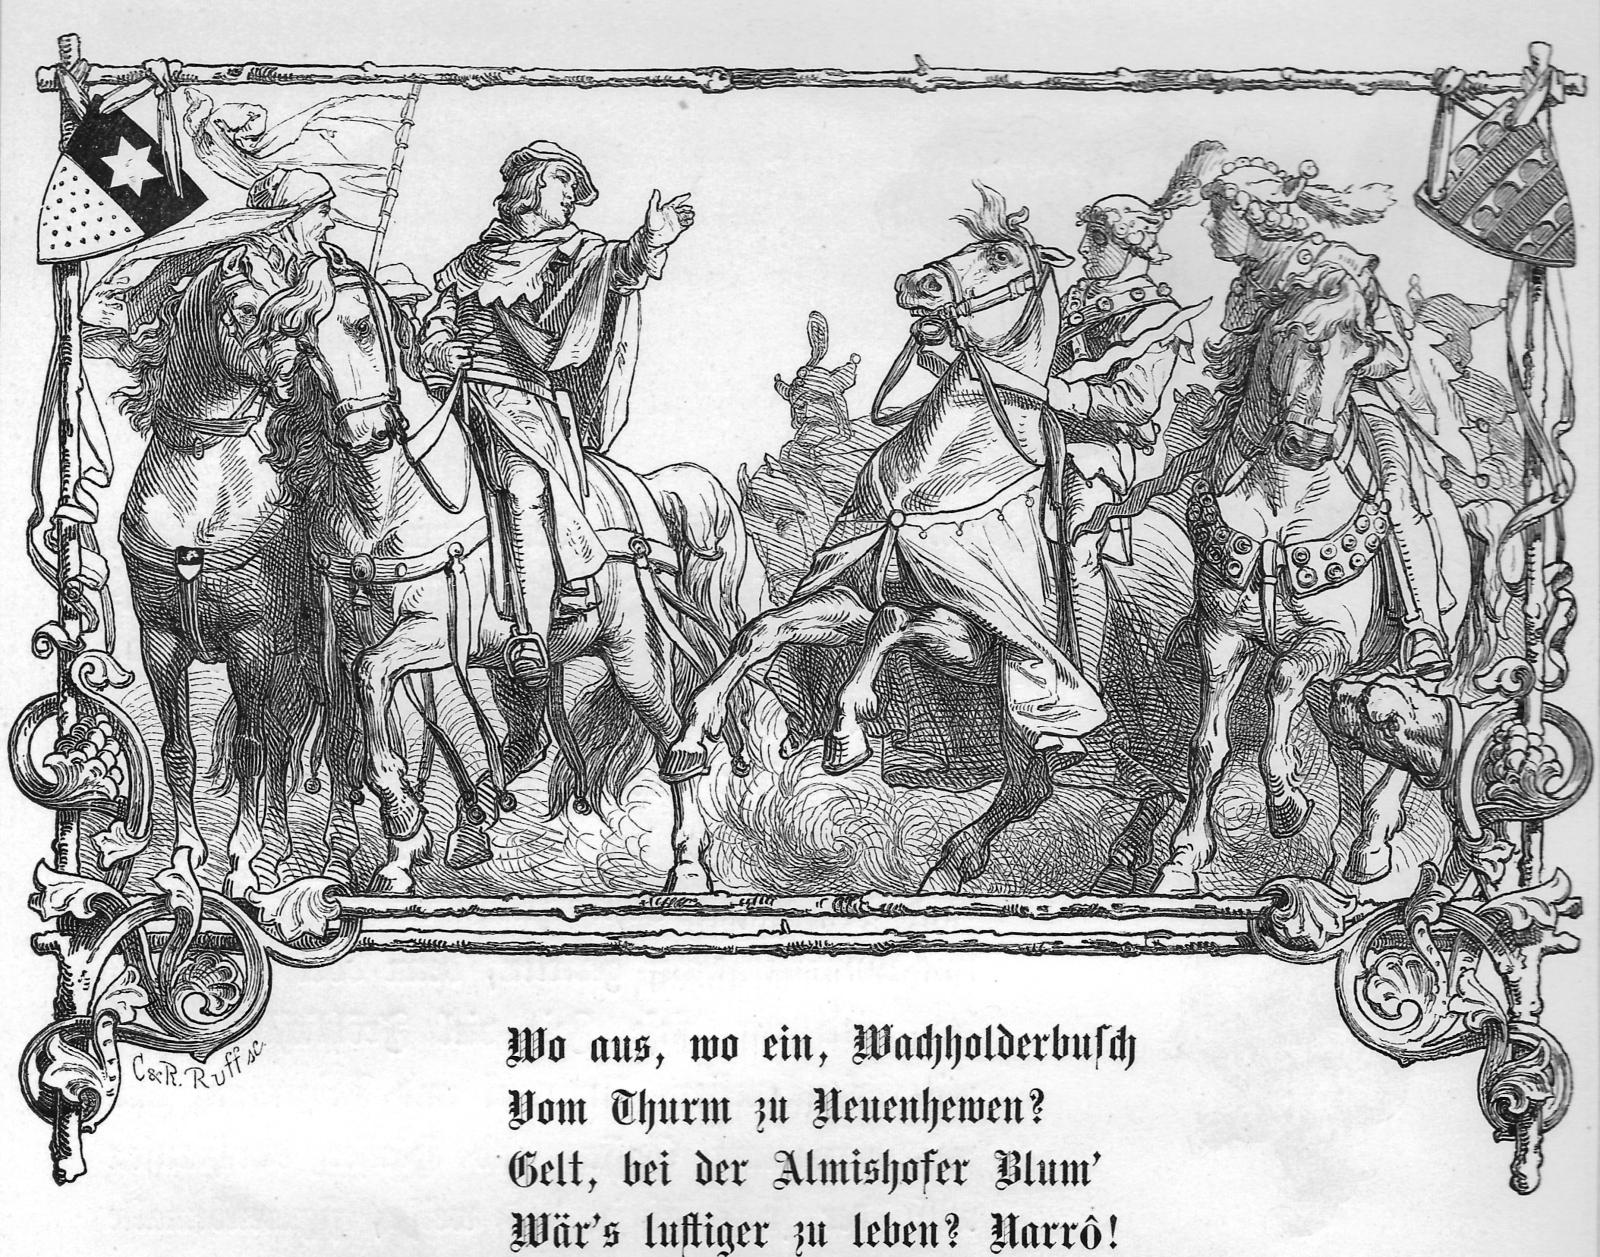 C & R. Ruff sc.
Wo aus, wo ein, Wachholderbusch
Vom Thurm zu Neuenhewen?
Gelt, bei der Almishofer Blum'
Wär's lustiger zu leben? Narrô!